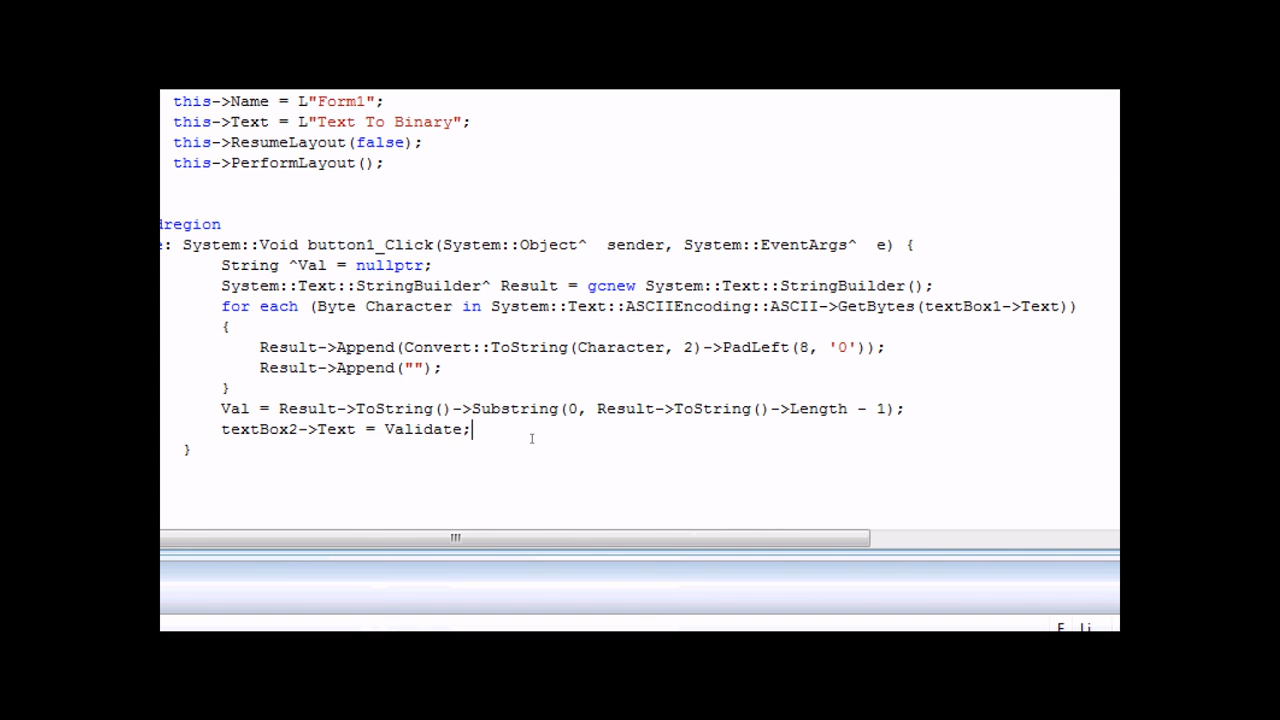 this->Name = L"Form1";
this->Text = L"Text To Binary";
this->ResumeLayout(false);
this->PerformLayout();
dregion
e: System::Void button1_Click(System::Object^  sender, System::EventArgs^  e) {
String ^Val = nullptr;
System::Text::StringBuilder^ Result = gcnew System::Text::StringBuilder();
for each (Byte Character in System::Text::ASCIIEncoding::ASCII->GetBytes(textBox1->Text))
{
Result->Append(Convert::ToString(Character, 2)->PadLeft(8, '0'));
Result->Append("");
}
Val = Result->ToString()->Substring(0, Result->ToString()->Length - 1);
textBox2->Text = Validate;
}